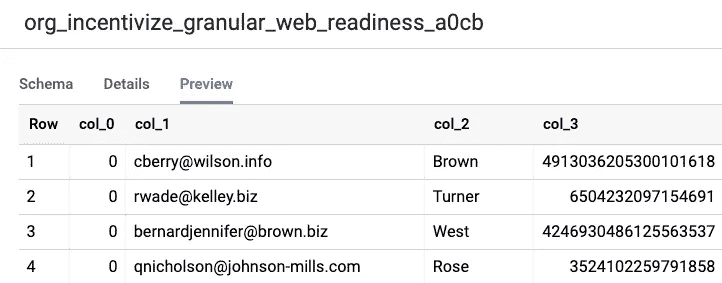 org_incentivize_granular_web_readiness_a0cb
Schema Details Preview
Row col_0 col_1 col_2 col_3
1 0 cberry@wilson.info Brown 4913036205300101618
2 0 rwade@kelley.biz Turner 6504232097154691
3 0 bernardjennifer@brown.biz West 4246930486125563537
4 0 qnicholson@johnson-mills.com Rose 3524102259791858